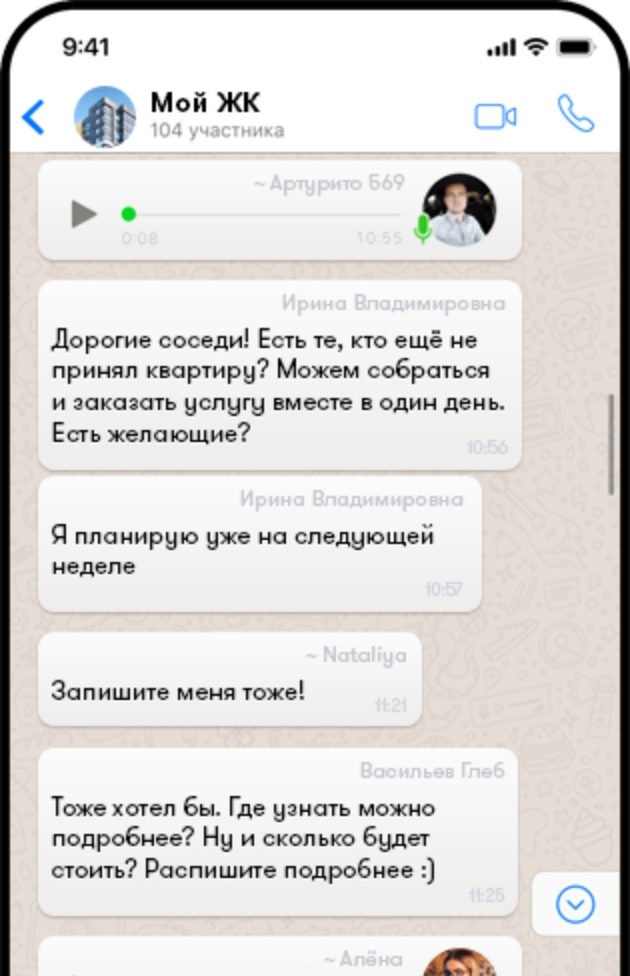 9:41
Мой ЖК
104 участника
~ Артурито 569
0:08 10:55
Ирина Владимировна
Дорогие соседи! Есть те, кто ещё не
принял квартиру? Можем собраться
и заказать услугу вместе в один день.
Есть желающие?
10:56
Ирина Владимировна
Я планирую уже на следующей
неделе
10:57
~ Nataliya
Запишите меня тоже!
11:21
Васильев Глеб
Тоже хотел бы. Где узнать можно
подробнее? Ну и сколько будет
стоить? Распишите подробнее :)
11:25
~ Алёна